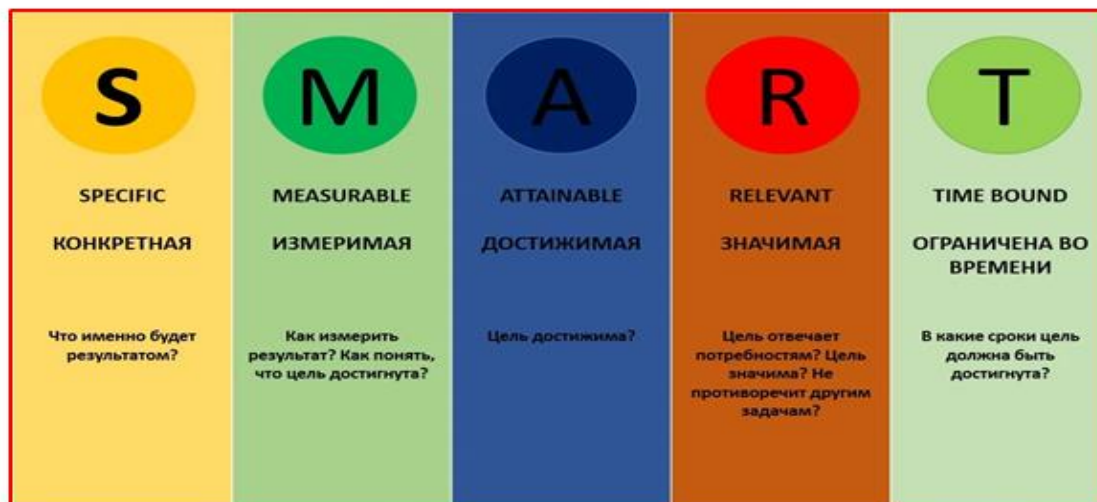 S
SPECIFIC
КОНКРЕТНАЯ
Что именно будет
результатом?
M
MEASURABLE
ИЗМЕРИМАЯ
Как измерить
результат? Как понять,
что цель достигнута?
A
ATTAINABLE
ДОСТИЖИМАЯ
Цель достижима?
R
RELEVANT
ЗНАЧИМАЯ
Цель отвечает
потребностям? Цель
значима? Не
противоречит другим
задачам?
T
TIME BOUND
ОГРАНИЧЕНА ВО
ВРЕМЕНИ
В какие сроки цель
должна быть
достигнута?